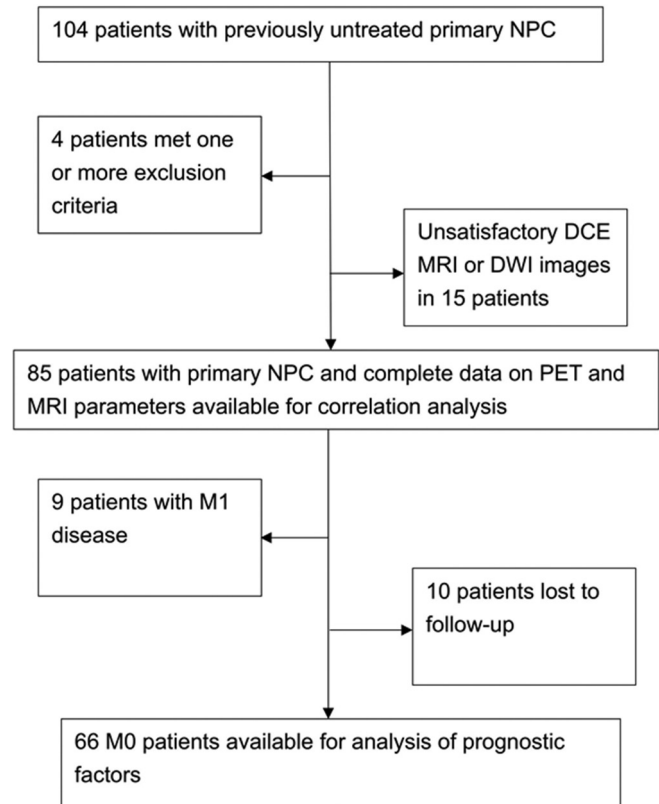 104 patients with previously untreated primary NPC
4 patients met one
or more exclusion
criteria
Unsatisfactory DCE
MRI or DWI images
in 15 patients
85 patients with primary NPC and complete data on PET and
MRI parameters available for correlation analysis
9 patients with M1
disease
10 patients lost to
follow-up
66 M0 patients available for analysis of prognostic
factors